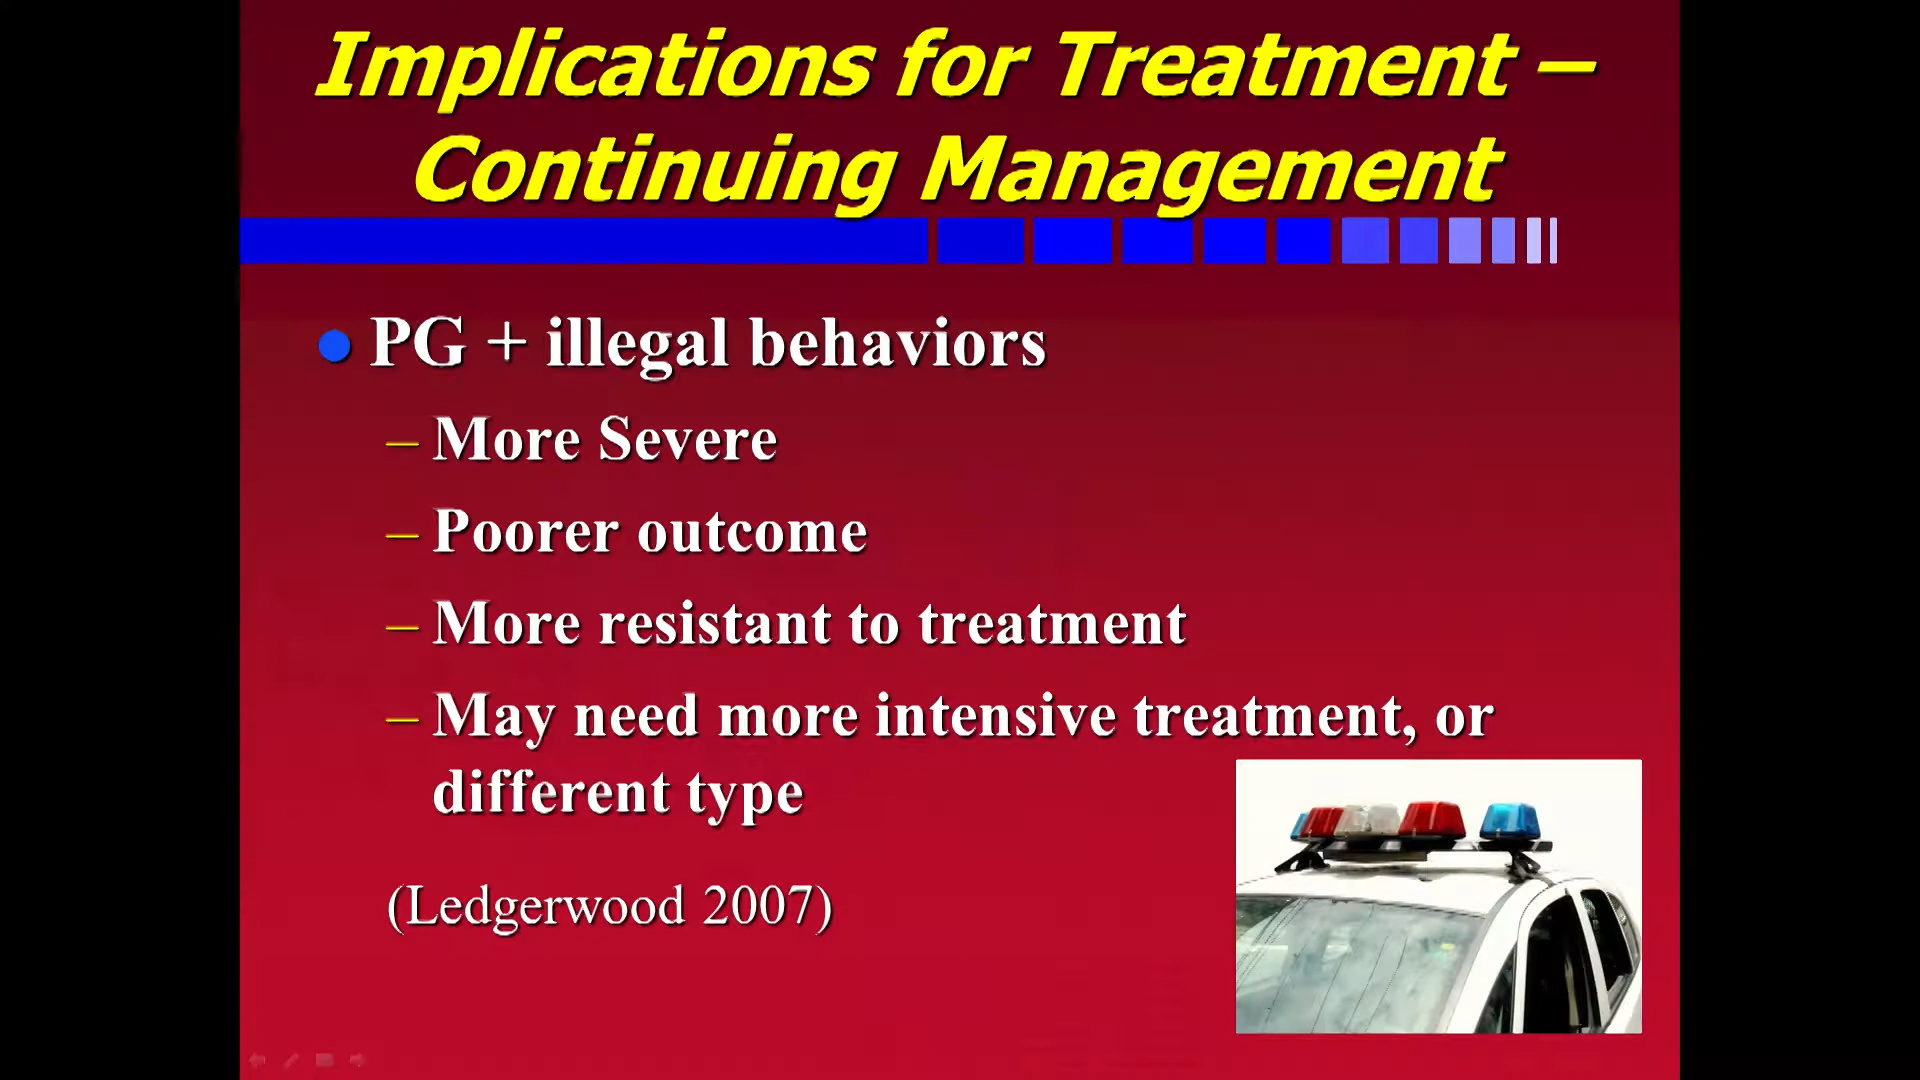 Implications for Treatment –
Continuing Management
PG + illegal behaviors
– More Severe
– Poorer outcome
– More resistant to treatment
– May need more intensive treatment, or
different type
(Ledgerwood 2007)